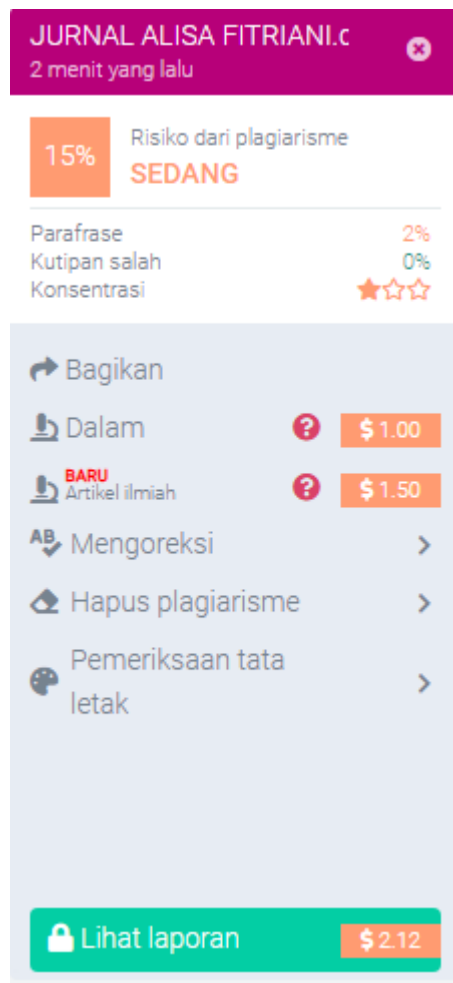 JURNAL ALISA FITRIANI.c
2 menit yang lalu
15%
Risiko dari plagiarisme
SEDANG
Parafrase 2%
Kutipan salah 0%
Konsentrasi
Bagikan
Dalam $ 1.00
BARU
Artikel ilmiah $ 1.50
Mengoreksi
Hapus plagiarisme
Pemeriksaan tata
letak
Lihat laporan $ 2.12